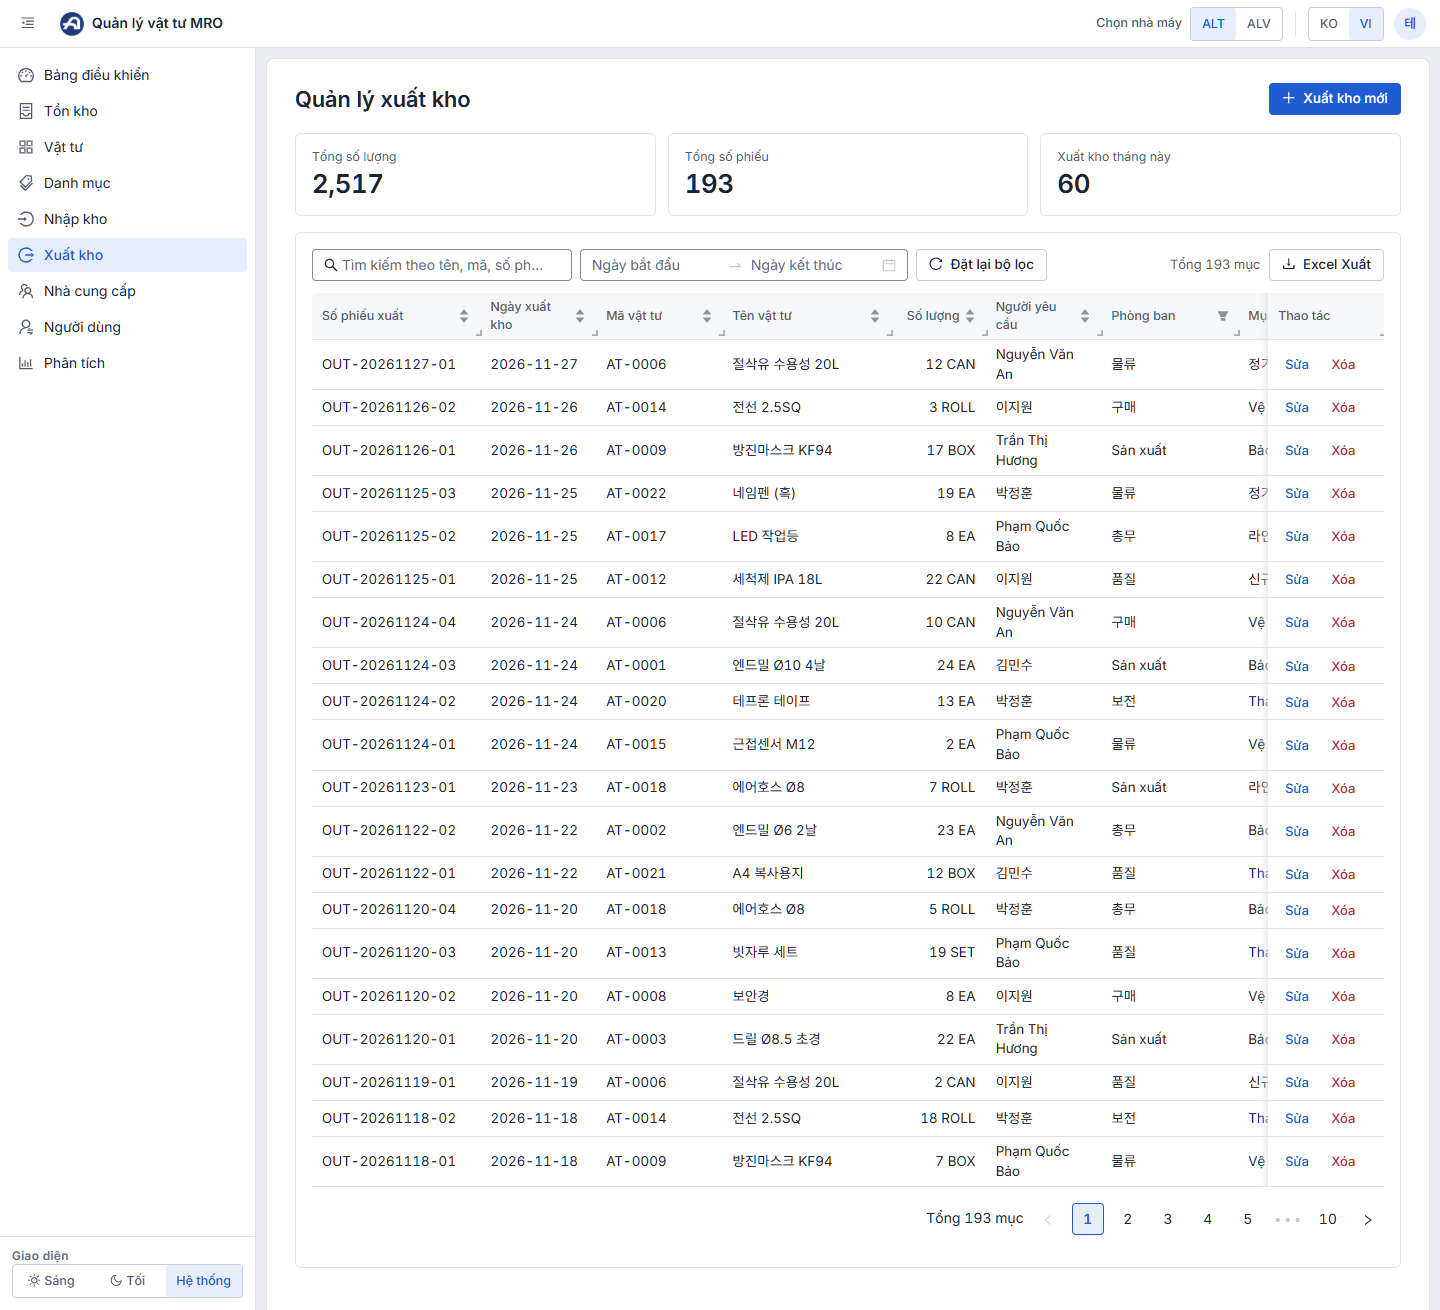 Quản lý vật tư MRO
Chọn nhà máy
ALT
ALV
KO
VI
테
Bảng điều khiển
Tồn kho
Vật tư
Danh mục
Nhập kho
Xuất kho
Nhà cung cấp
Người dùng
Phân tích
Giao diện
Sáng
Tối
Hệ thống
Quản lý xuất kho
Xuất kho mới
Tổng số lượng
2,517
Tổng số phiếu
193
Xuất kho tháng này
60
Tìm kiếm theo tên, mã, số ph...
Ngày bắt đầu
Ngày kết thúc
Đặt lại bộ lọc
Tổng 193 mục
Excel Xuất
Số phiếu xuất Ngày xuất kho Mã vật tư Tên vật tư Số lượng Người yêu cầu Phòng ban Mụ Thao tác
OUT-20261127-01 2026-11-27 AT-0006 절삭유 수용성 20L 12 CAN Nguyễn Văn An 물류 정기 Sửa Xóa
OUT-20261126-02 2026-11-26 AT-0014 전선 2.5SQ 3 ROLL 이지원 구매 Vệ Sửa Xóa
OUT-20261126-01 2026-11-26 AT-0009 방진마스크 KF94 17 BOX Trần Thị Hương Sản xuất Bảo Sửa Xóa
OUT-20261125-03 2026-11-25 AT-0022 네임펜 (흑) 19 EA 박정훈 물류 정기 Sửa Xóa
OUT-20261125-02 2026-11-25 AT-0017 LED 작업등 8 EA Phạm Quốc Bảo 총무 라인 Sửa Xóa
OUT-20261125-01 2026-11-25 AT-0012 세척제 IPA 18L 22 CAN 이지원 품질 신규 Sửa Xóa
OUT-20261124-04 2026-11-24 AT-0006 절삭유 수용성 20L 10 CAN Nguyễn Văn An 구매 Vệ Sửa Xóa
OUT-20261124-03 2026-11-24 AT-0001 엔드밀 Ø10 4날 24 EA 김민수 Sản xuất Bảo Sửa Xóa
OUT-20261124-02 2026-11-24 AT-0020 테프론 테이프 13 EA 박정훈 보전 Tha Sửa Xóa
OUT-20261124-01 2026-11-24 AT-0015 근접센서 M12 2 EA Phạm Quốc Bảo 물류 Vệ Sửa Xóa
OUT-20261123-01 2026-11-23 AT-0018 에어호스 Ø8 7 ROLL 박정훈 Sản xuất 라인 Sửa Xóa
OUT-20261122-02 2026-11-22 AT-0002 엔드밀 Ø6 2날 23 EA Nguyễn Văn An 총무 Bảo Sửa Xóa
OUT-20261122-01 2026-11-22 AT-0021 A4 복사용지 12 BOX 김민수 품질 Tha Sửa Xóa
OUT-20261120-04 2026-11-20 AT-0018 에어호스 Ø8 5 ROLL 박정훈 총무 Bảo Sửa Xóa
OUT-20261120-03 2026-11-20 AT-0013 빗자루 세트 19 SET Phạm Quốc Bảo 품질 Tha Sửa Xóa
OUT-20261120-02 2026-11-20 AT-0008 보안경 8 EA 이지원 구매 Vệ Sửa Xóa
OUT-20261120-01 2026-11-20 AT-0003 드릴 Ø8.5 초경 22 EA Trần Thị Hương Sản xuất Bảo Sửa Xóa
OUT-20261119-01 2026-11-19 AT-0006 절삭유 수용성 20L 2 CAN 이지원 품질 신규 Sửa Xóa
OUT-20261118-02 2026-11-18 AT-0014 전선 2.5SQ 18 ROLL 박정훈 보전 Tha Sửa Xóa
OUT-20261118-01 2026-11-18 AT-0009 방진마스크 KF94 7 BOX Phạm Quốc Bảo 물류 Vệ Sửa Xóa
Tổng 193 mục 1 2 3 4 5 ••• 10